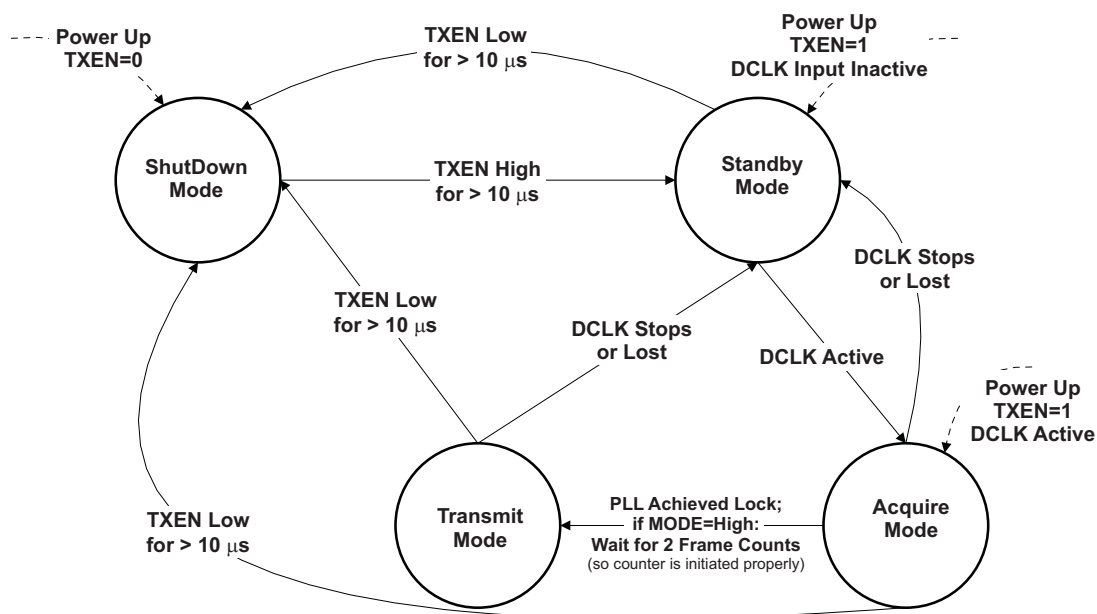 Power Up
TXEN=0
TXEN Low
for > 10 μs
Power Up
TXEN=1
DCLK Input Inactive
ShutDown
Mode
TXEN High
for > 10 μs
Standby
Mode
TXEN Low
for > 10 μs
DCLK Stops
or Lost
DCLK Stops
or Lost
DCLK Active
Power Up
TXEN=1
DCLK Active
TXEN Low
for > 10 μs
Transmit
Mode
PLL Achieved Lock;
if MODE=High:
Wait for 2 Frame Counts
(so counter is initiated properly)
Acquire
Mode